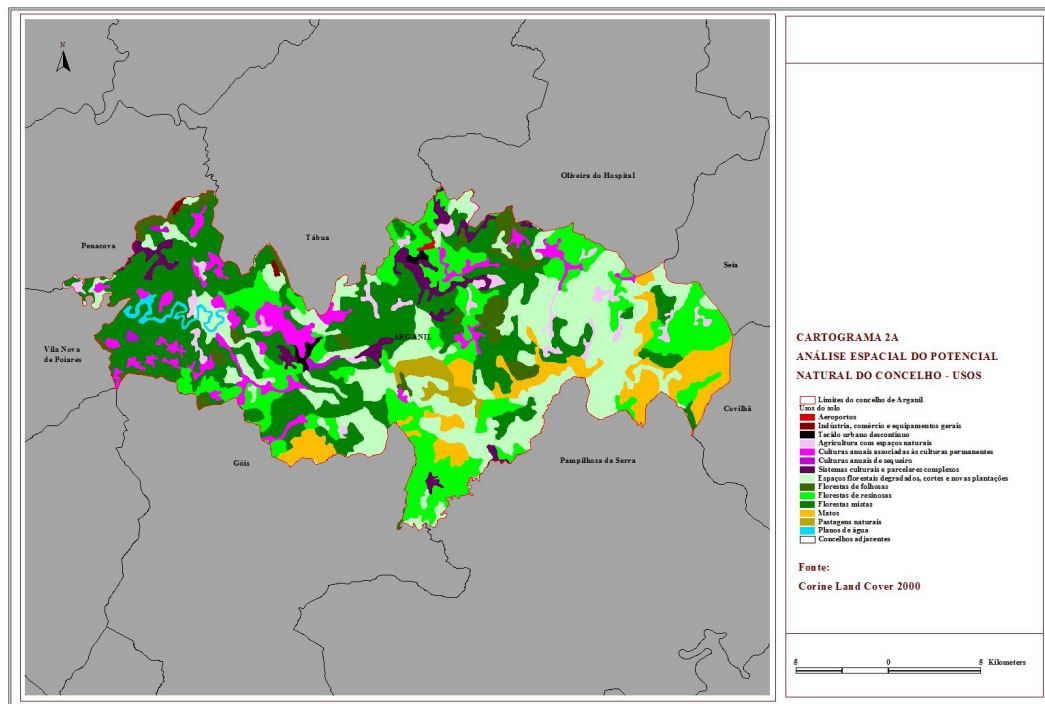 N
Oliveira do Hospital
Tábua
Penacova
Seia
ARGANIL
Vila Nova
de Poiares
Covilhã
Góis
Pampilhosa da Serra
CARTOGRAMA 2A
ANÁLISE ESPACIAL DO POTENCIAL
NATURAL DO CONCELHO - USOS
Limites do concelho de Arganil
Usos do solo
Aeroportos
Indústria, comércio e equipamentos gerais
Tecido urbano descontínuo
Agricultura com espaços naturais
Culturas anuais associadas às culturas permanentes
Culturas anuais de sequeiro
Sistemas culturais e parcelares complexos
Espaços florestais degradados, cortes e novas plantações
Florestas de folhosas
Florestas de resinosas
Florestas mistas
Matos
Pastagens naturais
Planos de água
Concelhos adjacentes
Fonte:
Corine Land Cover 2000
5 0 5 Kilometers